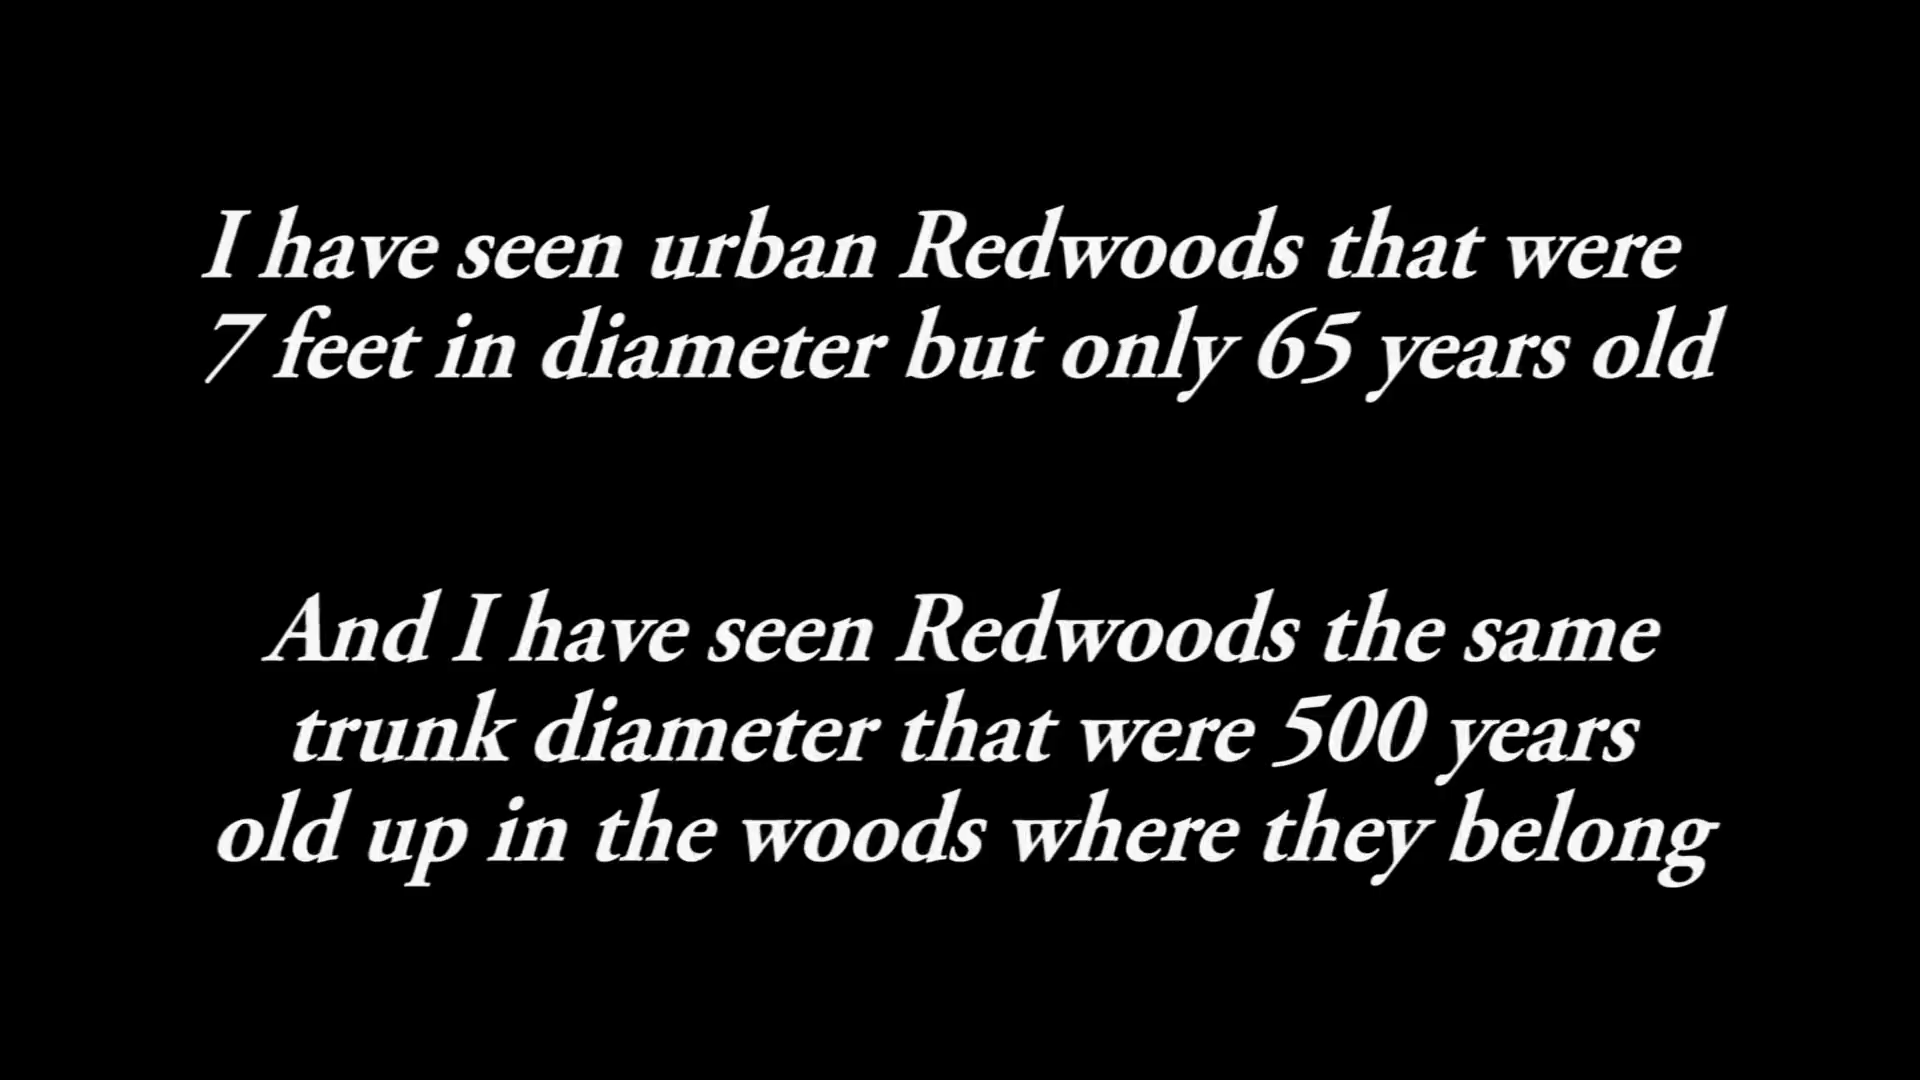 I have seen urban Redwoods that were
7 feet in diameter but only 65 years old
And I have seen Redwoods the same
trunk diameter that were 500 years
old up in the woods where they belong